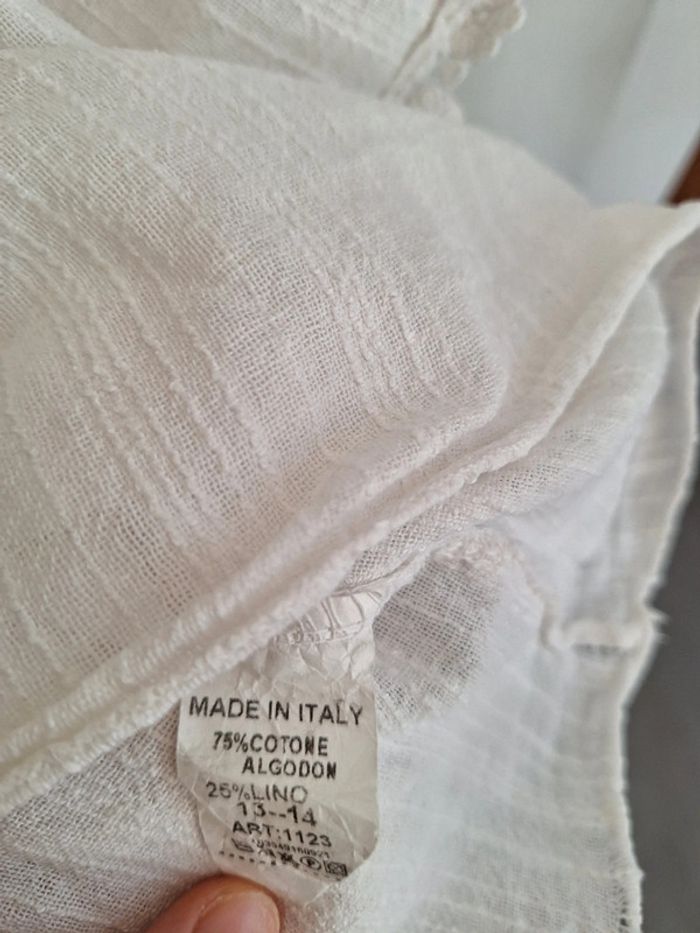 MADE IN ITALY
75%COTONE
ALGODON
25%LINO
13--14
ART:1123